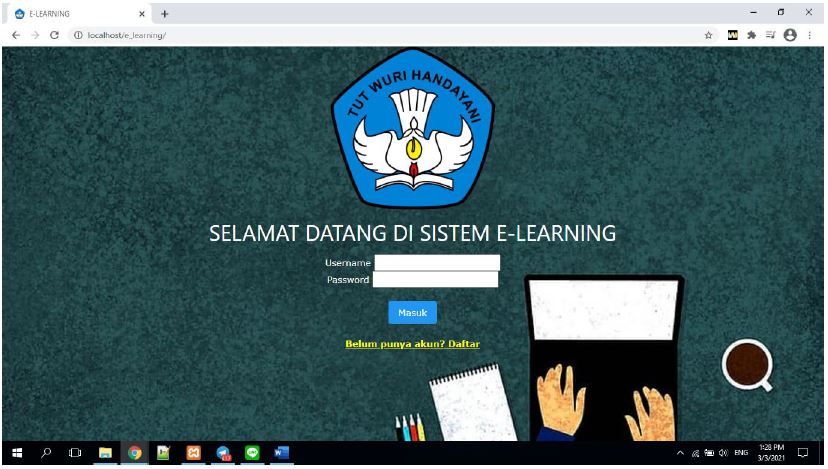 E-LEARNING
localhost/e_learning/
TUT WURI HANDAYANI
SELAMAT DATANG DI SISTEM E-LEARNING
Username
Password
Masuk
Belum punya akun? Daftar
ENG
1:28 PM
3/3/2021